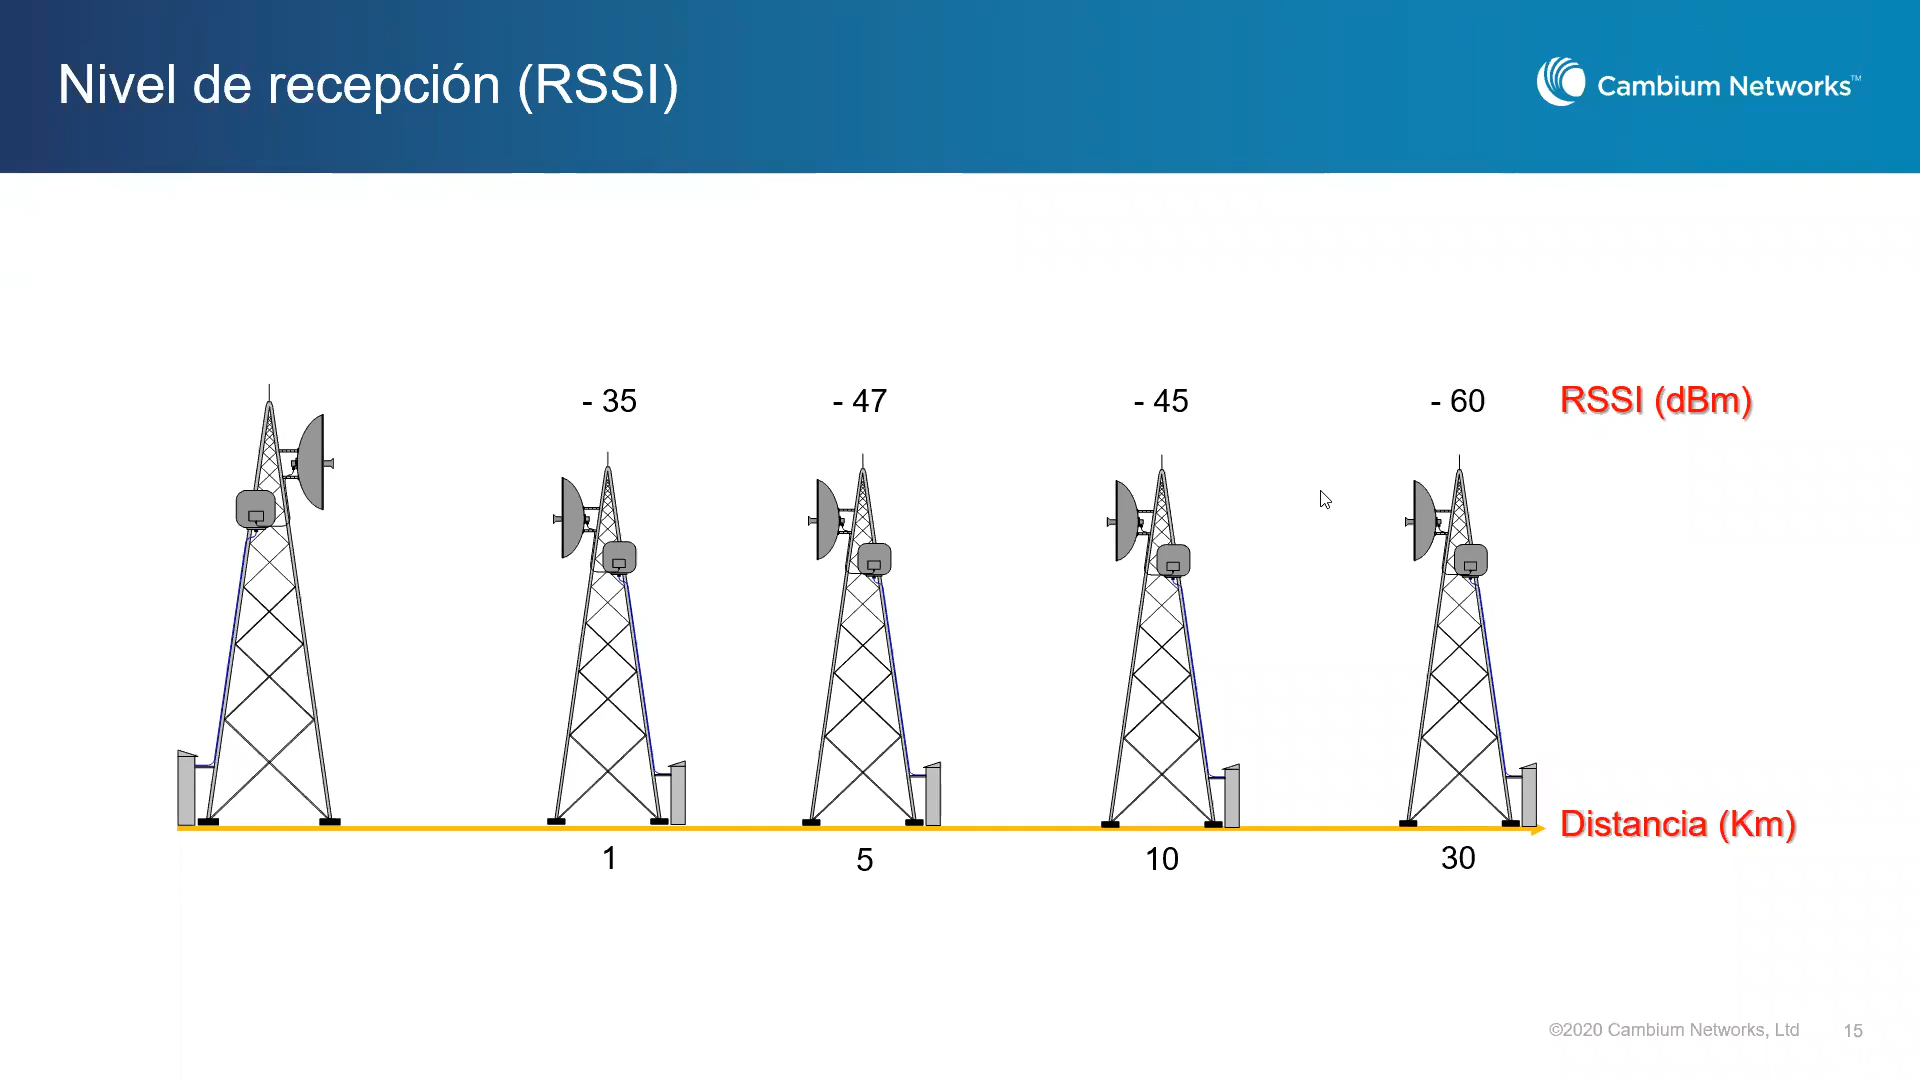 Nivel de recepción (RSSI)
Cambium Networks™
- 35 - 47 - 45 - 60 RSSI (dBm)
Distancia (Km)
1 5 10 30
©2020 Cambium Networks, Ltd 15